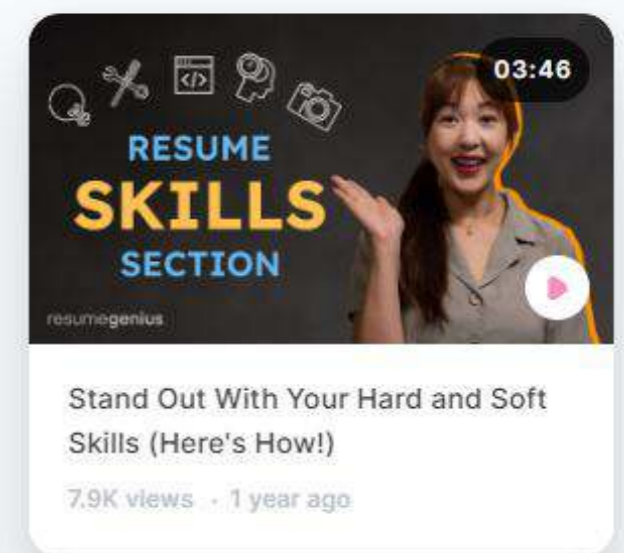 03:46
</>
RESUME
SKILLS
SECTION
resumegenius
Stand Out With Your Hard and Soft
Skills (Here's How!)
7.9K views · 1 year ago